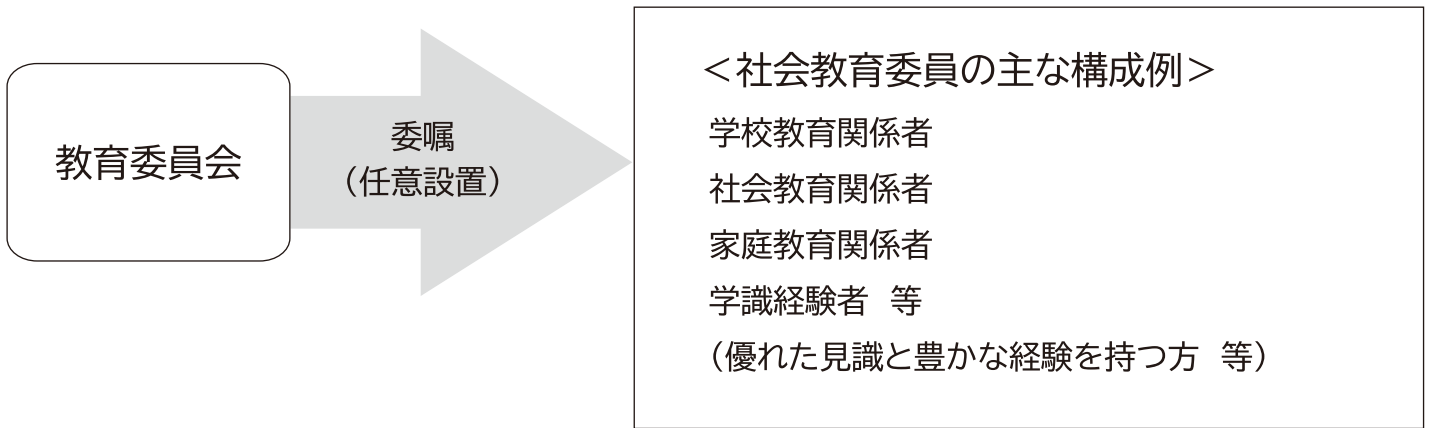 教育委員会
委嘱
（任意設置）
＜社会教育委員の主な構成例＞
学校教育関係者
社会教育関係者
家庭教育関係者
学識経験者　等
（優れた見識と豊かな経験を持つ方　等）